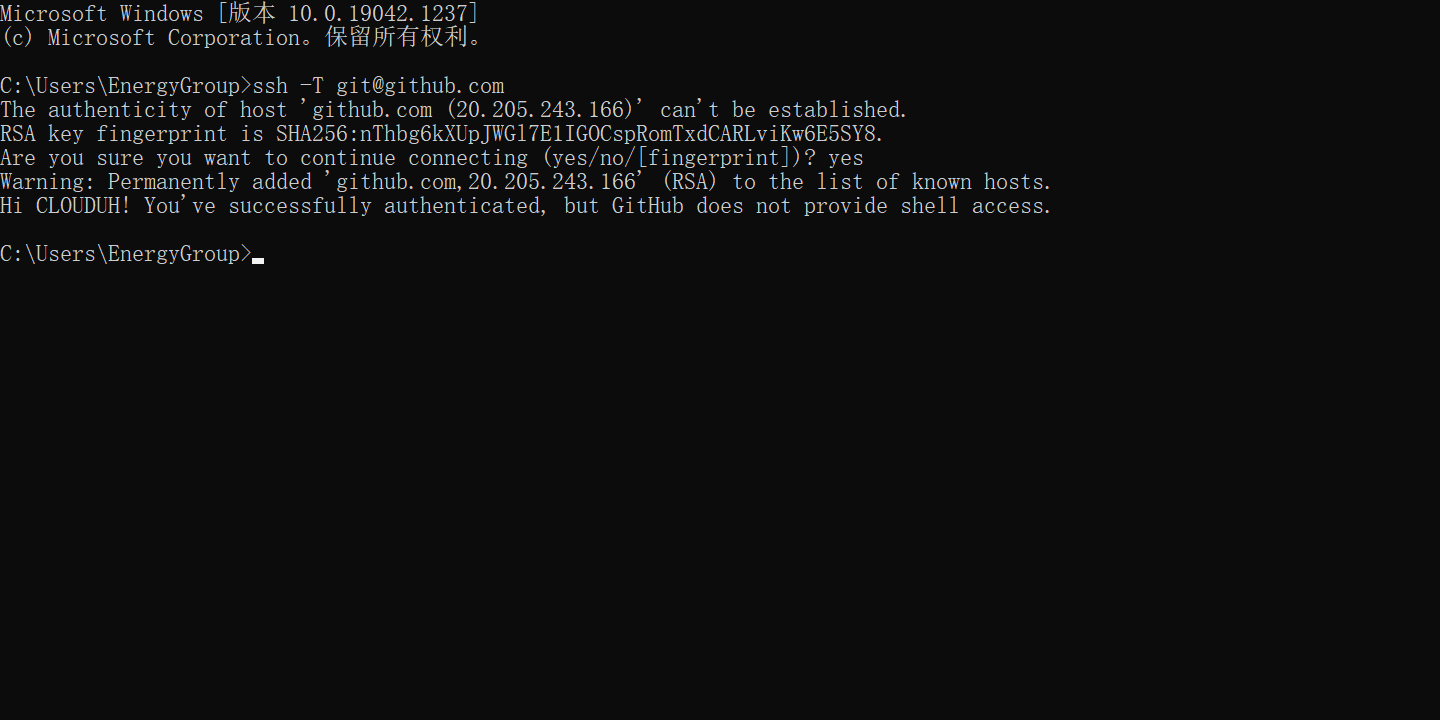 Microsoft Windows [版本 10.0.19042.1237]
(c) Microsoft Corporation。保留所有权利。
C:\Users\EnergyGroup>ssh -T git@github.com
The authenticity of host 'github.com (20.205.243.166)' can't be established.
RSA key fingerprint is SHA256:nThbg6kXUpJWGl7E1IGOCspRomTxdCARLviKw6E5SY8.
Are you sure you want to continue connecting (yes/no/[fingerprint])? yes
Warning: Permanently added 'github.com,20.205.243.166' (RSA) to the list of known hosts.
Hi CLOUDUH! You've successfully authenticated, but GitHub does not provide shell access.
C:\Users\EnergyGroup>